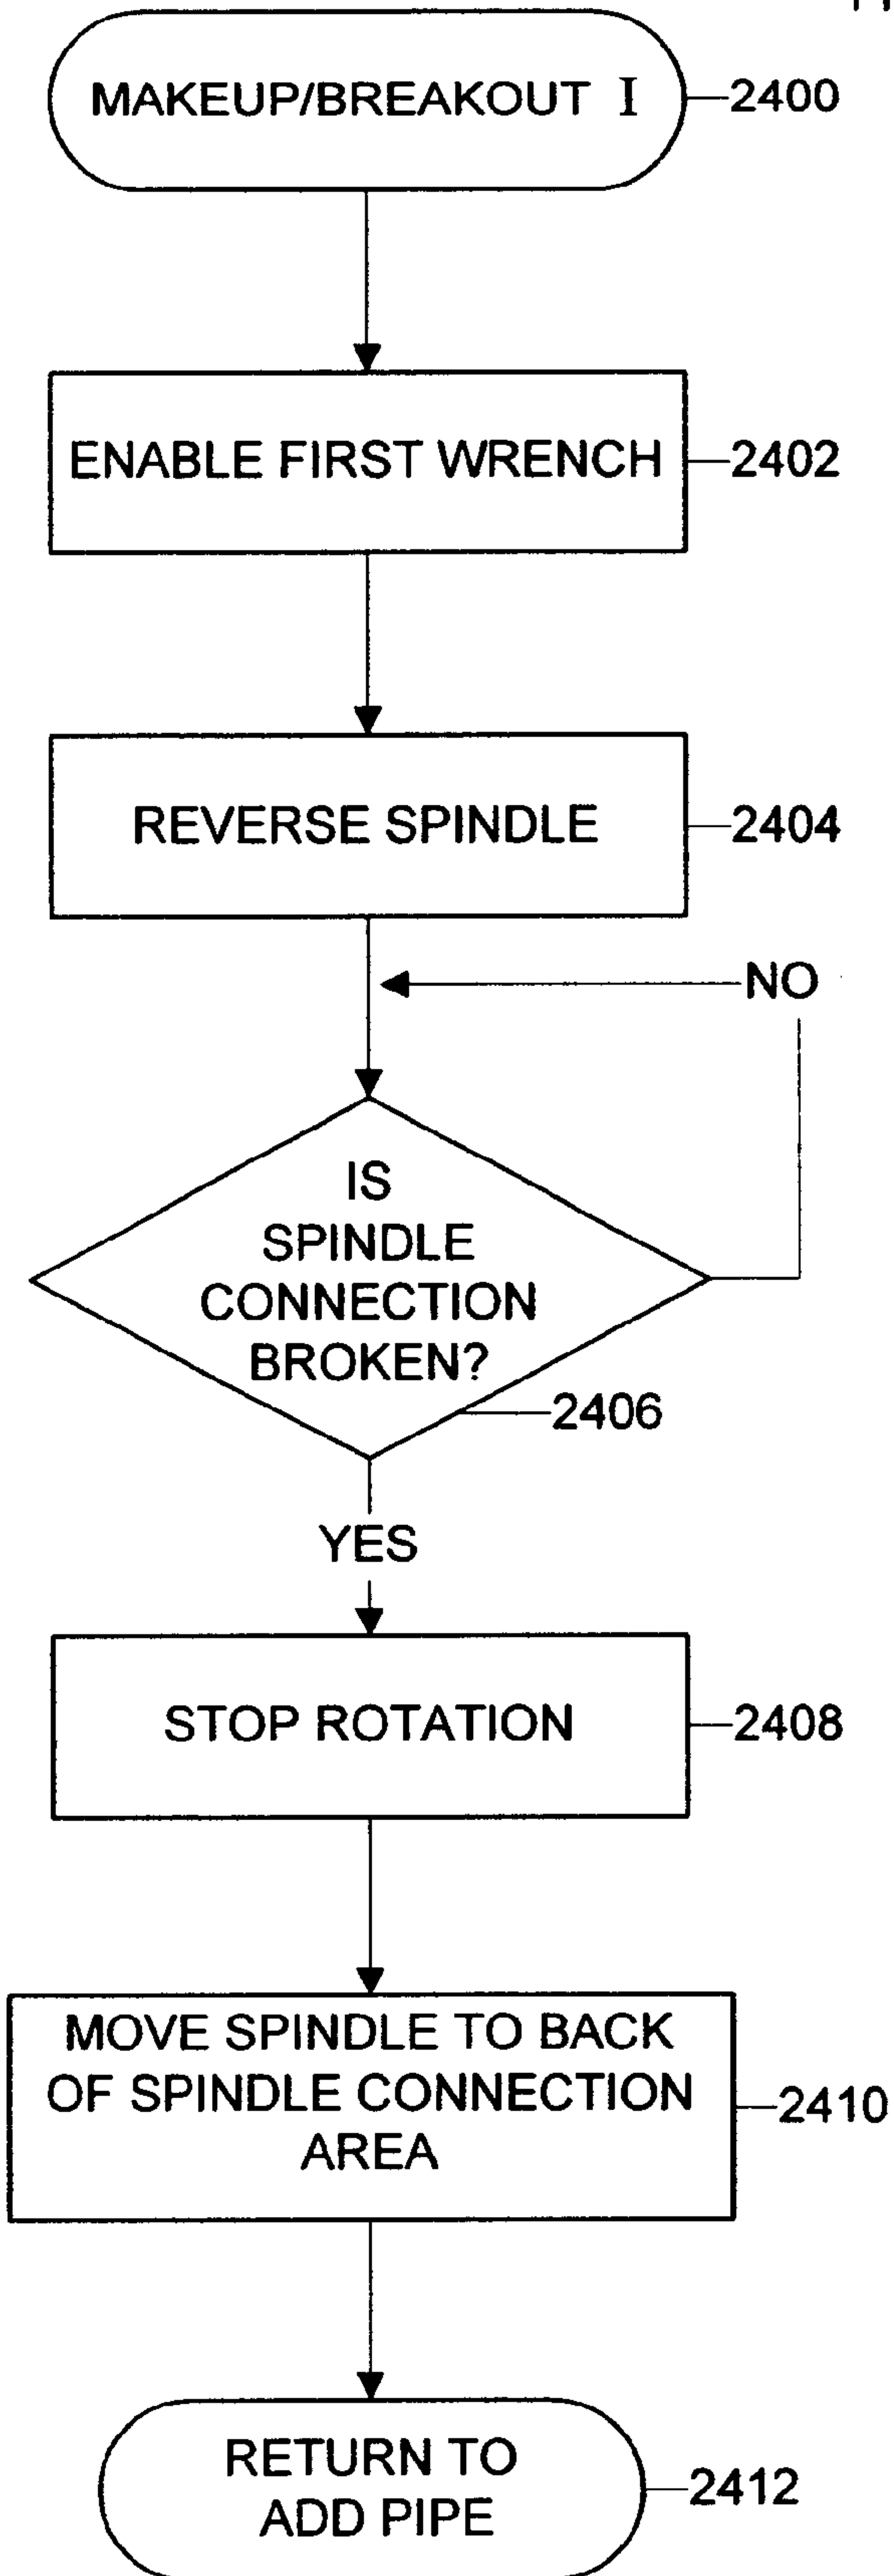 MAKEUP/BREAKOUT I
2400
ENABLE FIRST WRENCH
2402
REVERSE SPINDLE
2404
NO
IS
SPINDLE
CONNECTION
BROKEN?
2406
YES
STOP ROTATION
2408
MOVE SPINDLE TO BACK
OF SPINDLE CONNECTION
AREA
2410
RETURN TO
ADD PIPE
2412